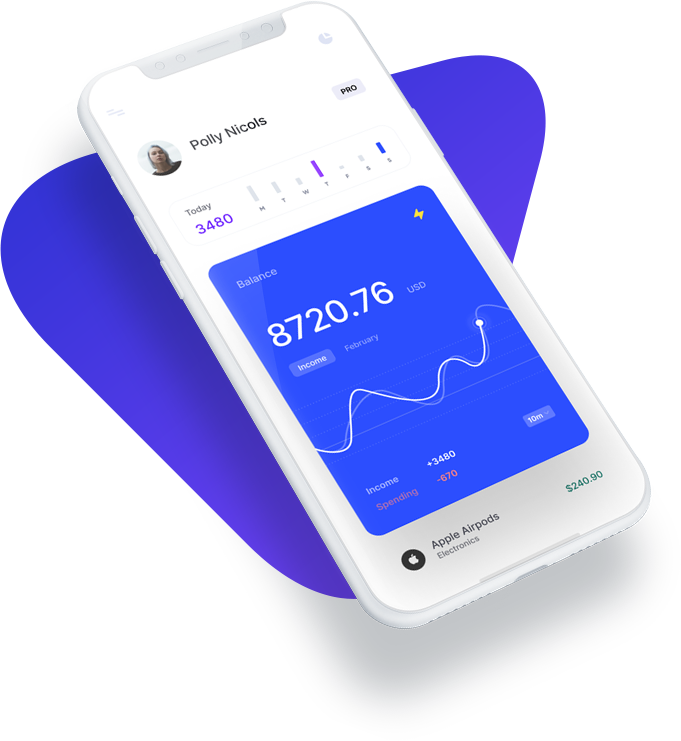 PRO
Polly Nicols
Today
3480
M T W T F S S
Balance
8720.76 USD
Income February
10m
Income +3480
Spending -670
Apple Airpods
Electronics
$240.90